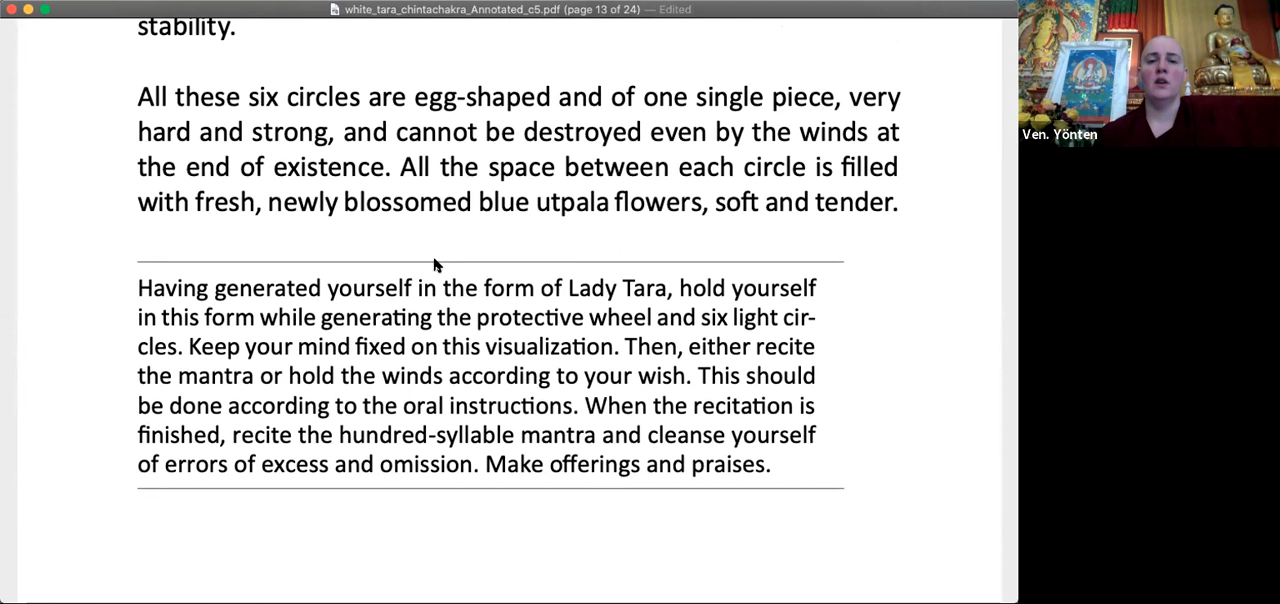 white_tara_chintachakra_Annotated_c5.pdf (page 13 of 24) — Edited
stability.
All these six circles are egg-shaped and of one single piece, very
hard and strong, and cannot be destroyed even by the winds at
the end of existence. All the space between each circle is filled
with fresh, newly blossomed blue utpala flowers, soft and tender.
Having generated yourself in the form of Lady Tara, hold yourself
in this form while generating the protective wheel and six light cir-
cles. Keep your mind fixed on this visualization. Then, either recite
the mantra or hold the winds according to your wish. This should
be done according to the oral instructions. When the recitation is
finished, recite the hundred-syllable mantra and cleanse yourself
of errors of excess and omission. Make offerings and praises.
Ven. Yönten